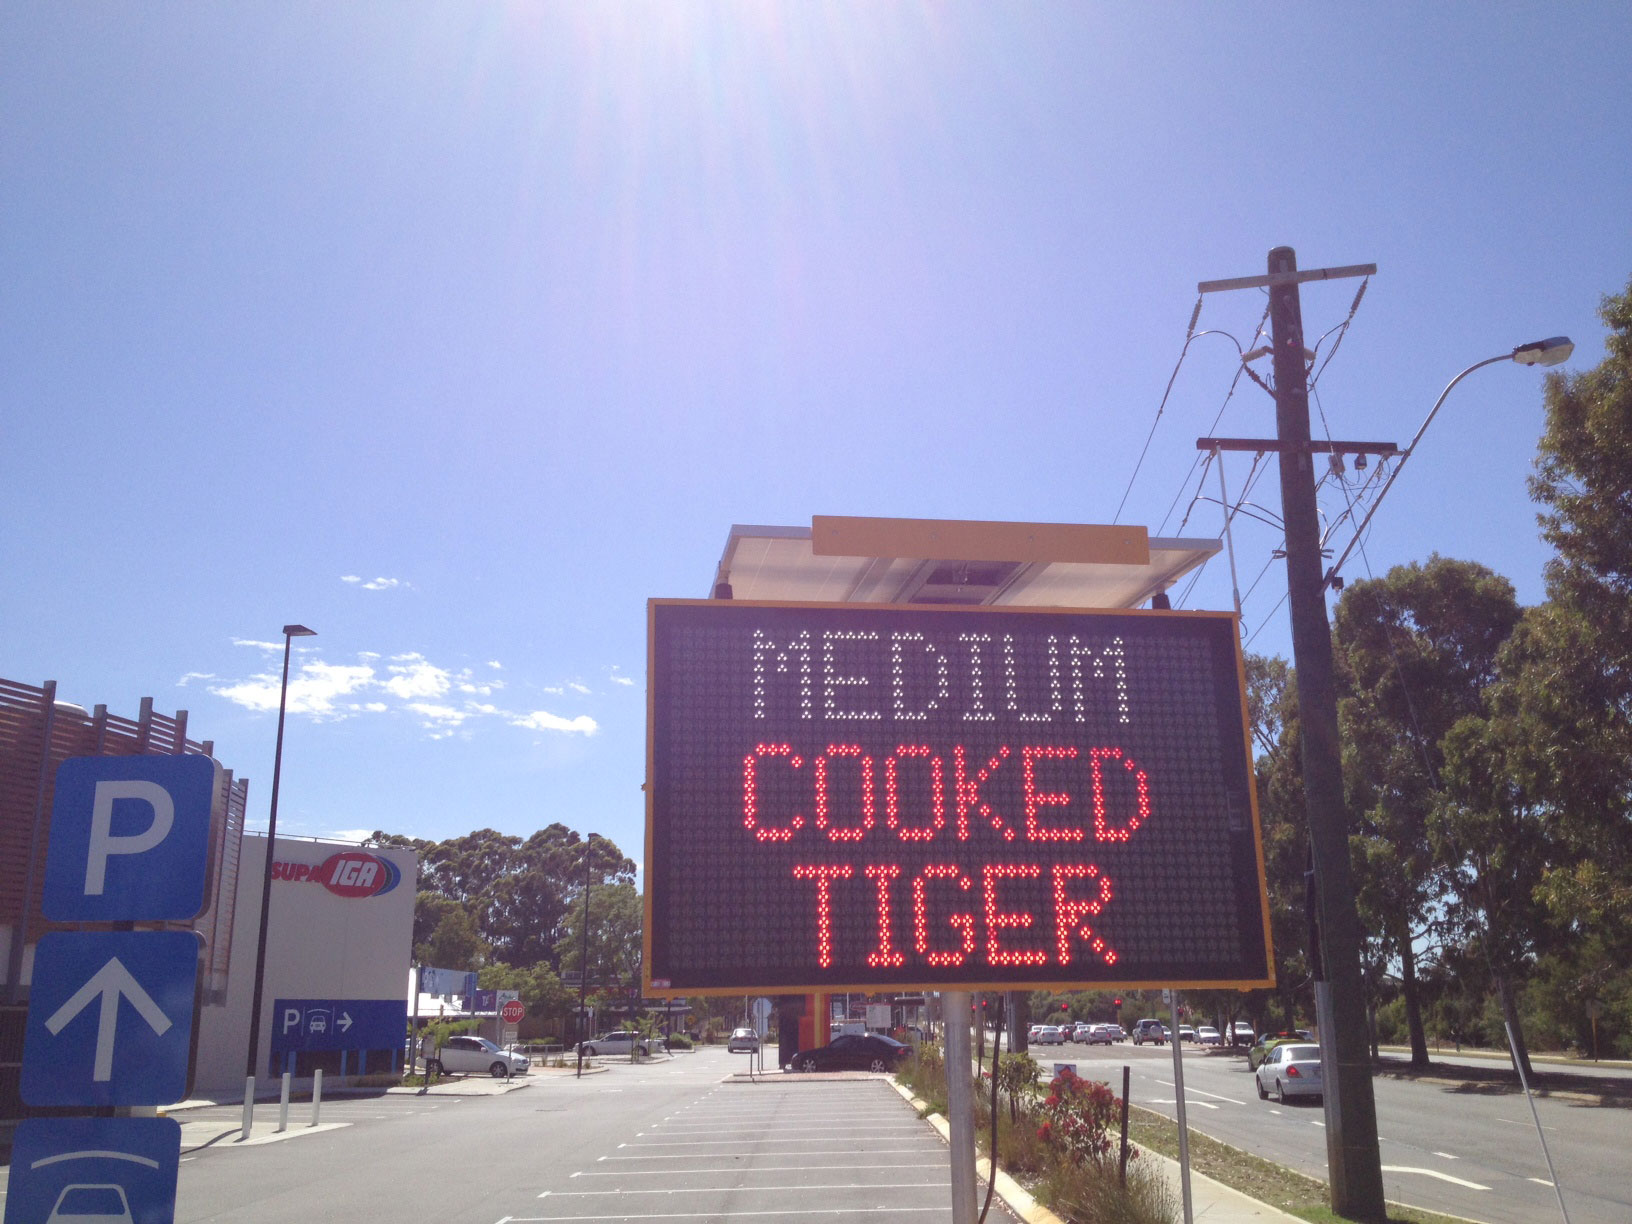 MEDIUM
COOKED
TIGER
P
SUPA IGA
P
STOP